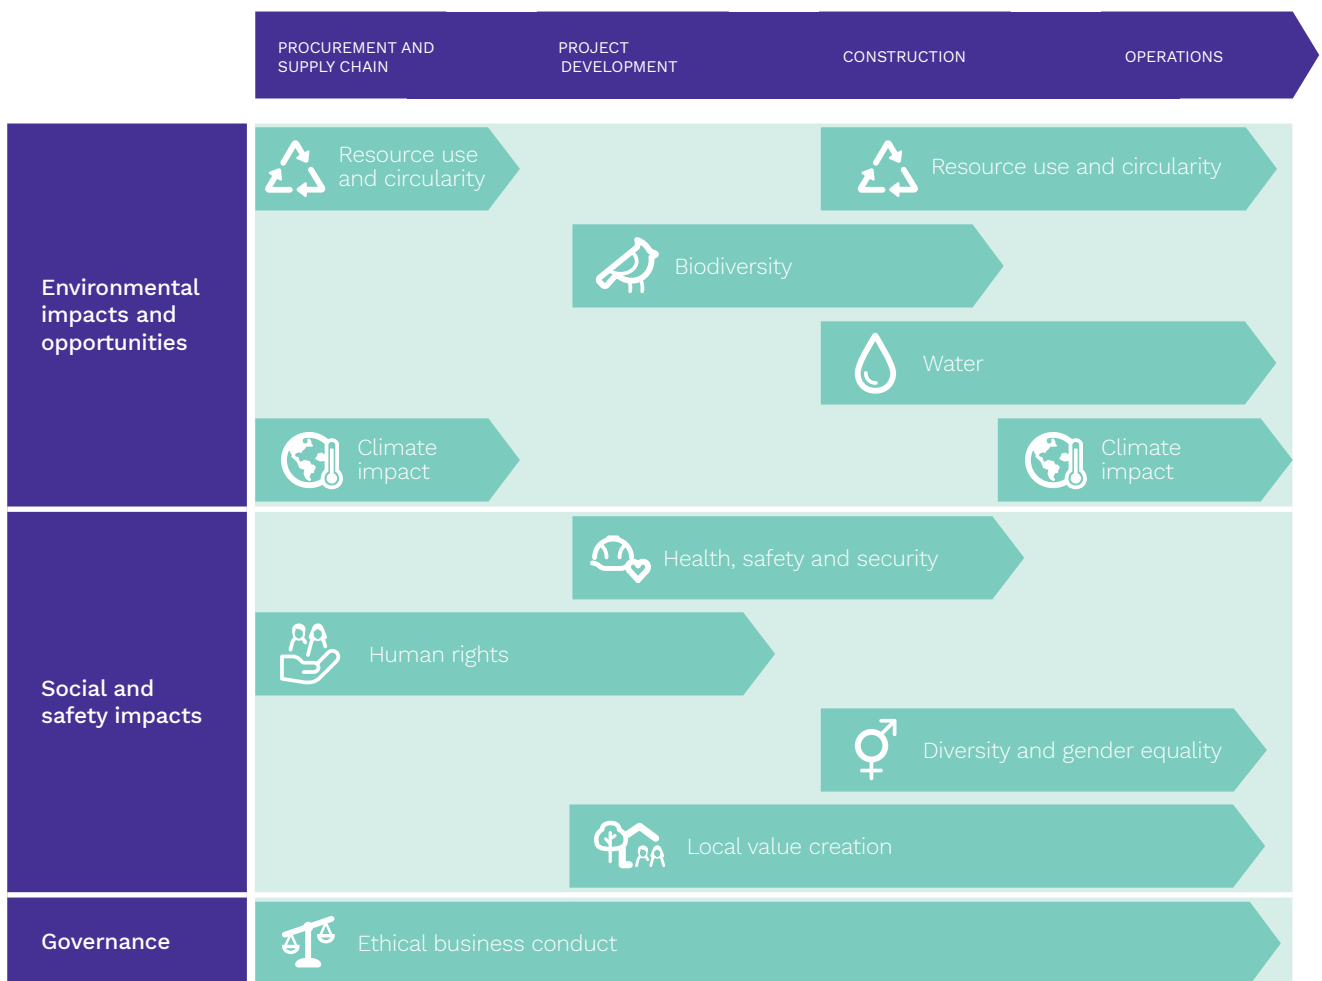 PROCUREMENT AND
SUPPLY CHAIN
PROJECT
DEVELOPMENT
CONSTRUCTION
OPERATIONS
Environmental
impacts and
opportunities
Resource use
and circularity
Resource use and circularity
Biodiversity
Water
Climate
impact
Climate
impact
Social and
safety impacts
Health, safety and security
Human rights
Diversity and gender equality
Local value creation
Governance
Ethical business conduct